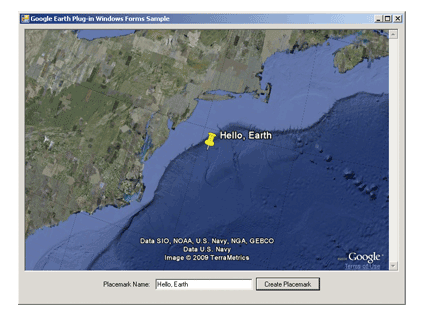 Google Earth Plug-in Windows Forms Sample
Hello, Earth
Data SIO, NOAA, U.S. Navy, NGA, GEBCO
Data U.S. Navy
Image © 2009 TerraMetrics
Google
Terms of Use
Placemark Name: Hello, Earth Create Placemark